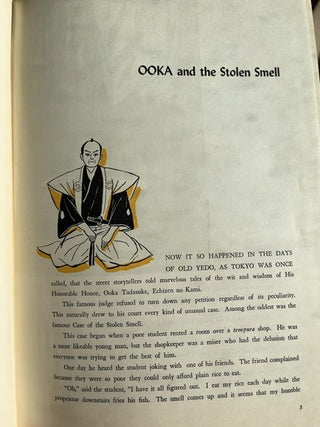 OOKA and the Stolen Smell
NOW IT SO HAPPENED IN THE DAYS
OF OLD YEDO, AS TOKYO WAS ONCE
called, that the street storytellers told marvelous tales of the wit and wisdom of His
Honorable Honor, Ooka Tadasuke, Echizen no Kami.
This famous judge refused to turn down any petition regardless of its peculiarity.
This naturally drew to his court every kind of unusual case. Among the oddest was the
famous Case of the Stolen Smell.
This case began when a poor student rented a room over a tempura shop. He was
a most likeable young man, but the shopkeeper was a miser who had the delusion that
everyone was trying to get the best of him.
One day he heard the student joking with one of his friends. The friend complained
because they were so poor they could only afford plain rice to eat.
"Oh," said the student, "I have it all figured out. I eat my rice each day while the
proprietor downstairs fries his fish. The smell comes up and it seems that my humble
3